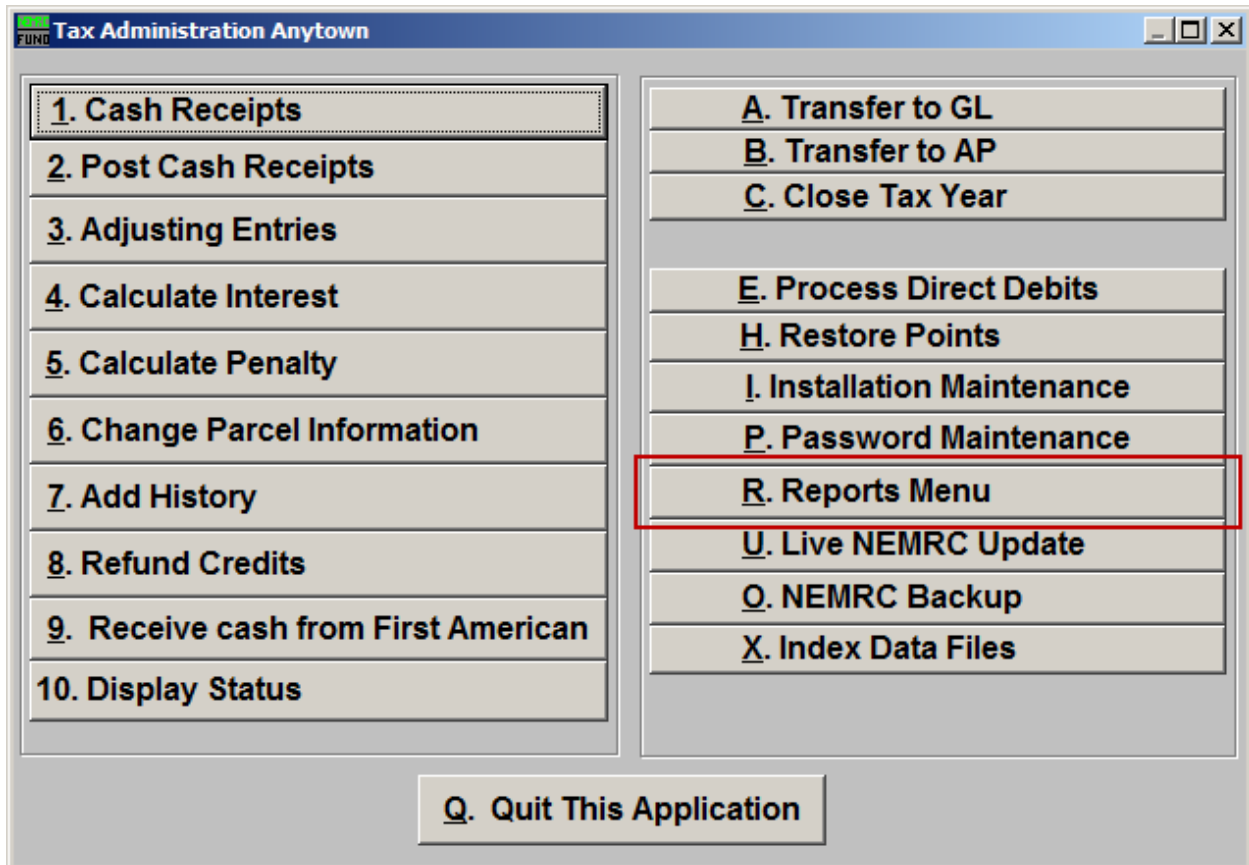 NEMRC
FUND
Tax Administration Anytown
1. Cash Receipts
2. Post Cash Receipts
3. Adjusting Entries
4. Calculate Interest
5. Calculate Penalty
6. Change Parcel Information
7. Add History
8. Refund Credits
9. Receive cash from First American
10. Display Status
A. Transfer to GL
B. Transfer to AP
C. Close Tax Year
E. Process Direct Debits
H. Restore Points
I. Installation Maintenance
P. Password Maintenance
R. Reports Menu
U. Live NEMRC Update
O. NEMRC Backup
X. Index Data Files
Q. Quit This Application